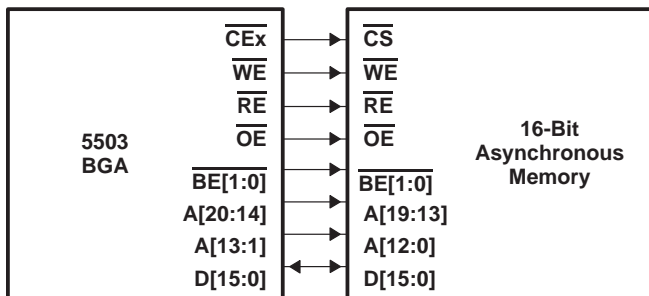 5503
BGA
CEx
WE
RE
OE
BE[1:0]
A[20:14]
A[13:1]
D[15:0]
CS
WE
RE
OE
BE[1:0]
A[19:13]
A[12:0]
D[15:0]
16-Bit
Asynchronous
Memory